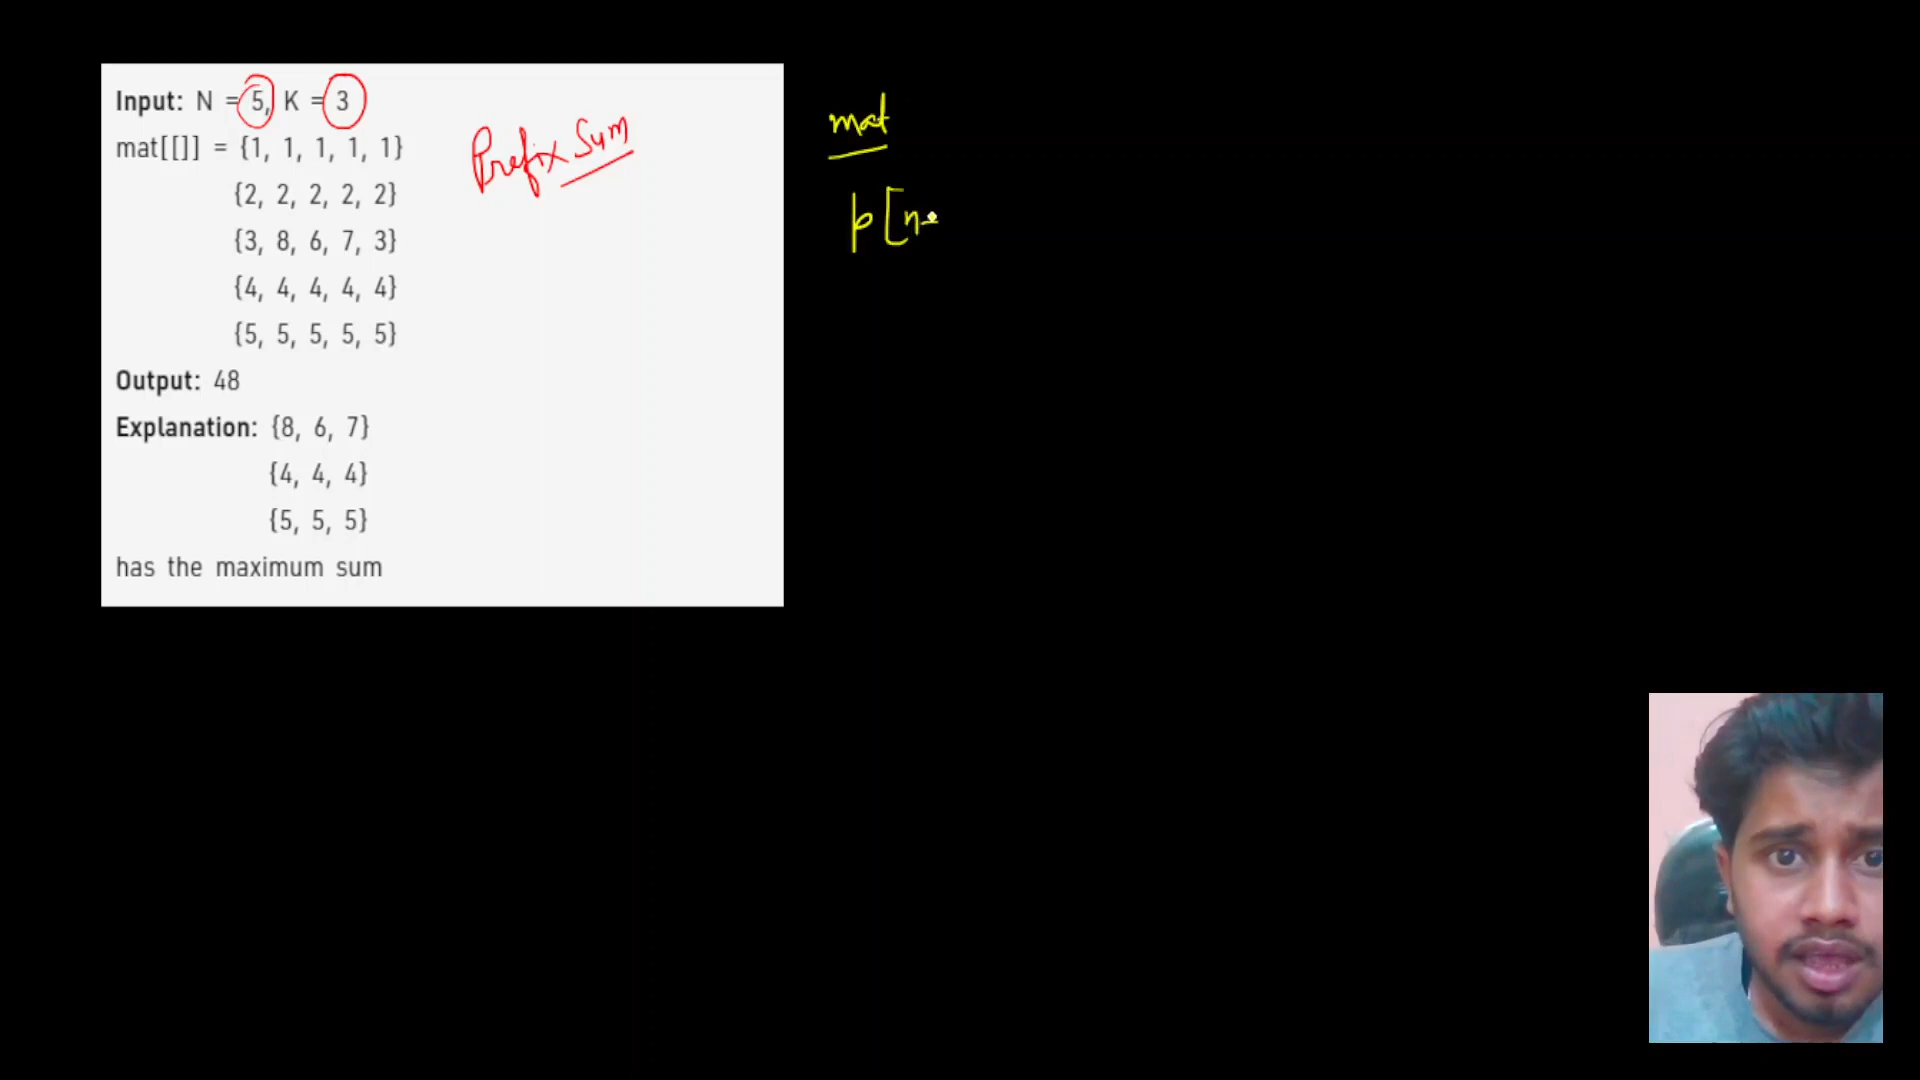 Input: N = 5, K = 3
mat[[]] = {1, 1, 1, 1, 1}
{2, 2, 2, 2, 2}
{3, 8, 6, 7, 3}
{4, 4, 4, 4, 4}
{5, 5, 5, 5, 5}
Output: 48
Explanation: {8, 6, 7}
{4, 4, 4}
{5, 5, 5}
has the maximum sum
Prefix Sum
mat
p[n-